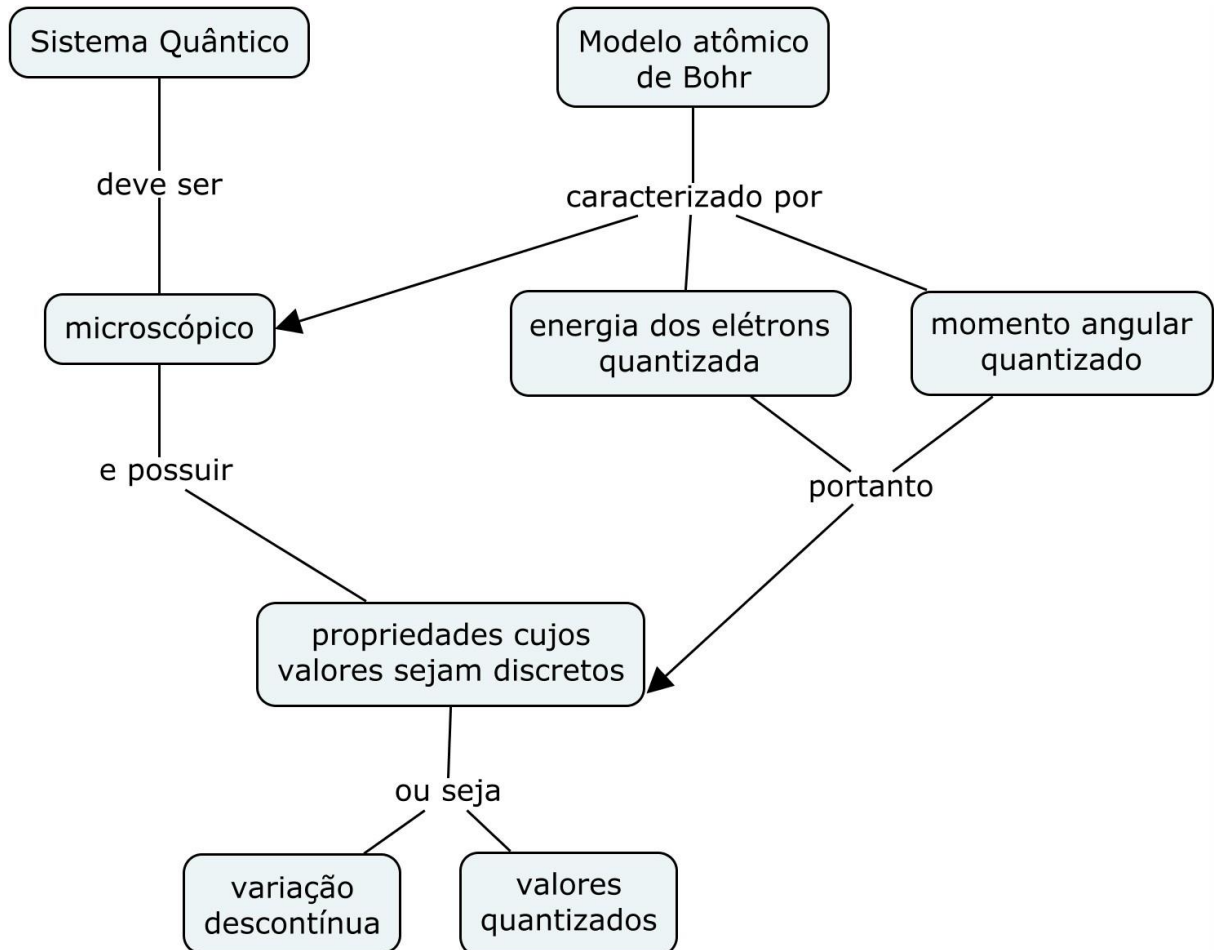 Sistema Quântico
Modelo atômico
de Bohr
deve ser
caracterizado por
microscópico
energia dos elétrons
quantizada
momento angular
quantizado
e possuir
portanto
propriedades cujos
valores sejam discretos
ou seja
variação
descontínua
valores
quantizados